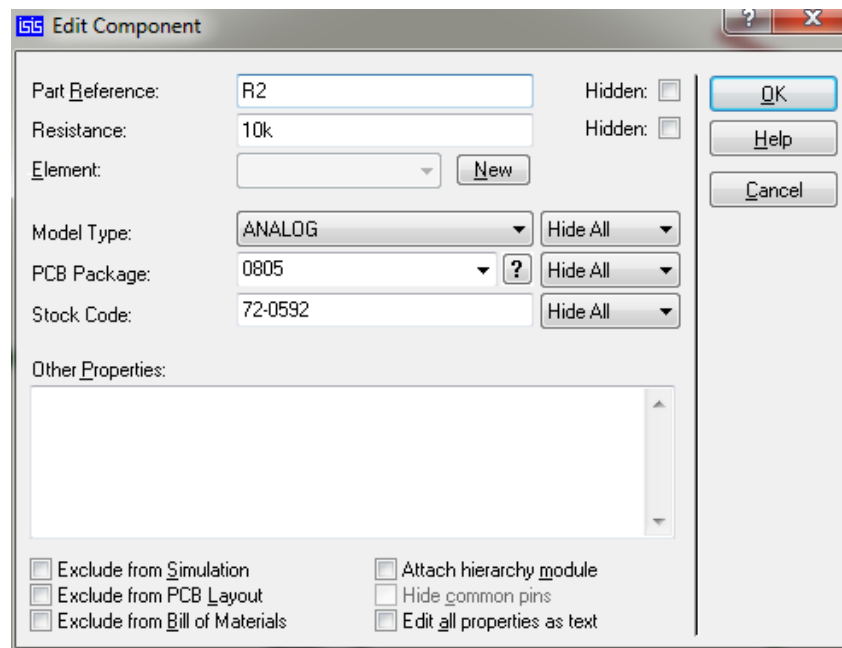 isis Edit Component
? X
Part Reference: R2 Hidden: OK
Resistance: 10k Hidden: Help
Element: New
Cancel
Model Type: ANALOG Hide All
PCB Package: 0805 ? Hide All
Stock Code: 72-0592 Hide All
Other Properties:
Exclude from Simulation Attach hierarchy module
Exclude from PCB Layout Hide common pins
Exclude from Bill of Materials Edit all properties as text